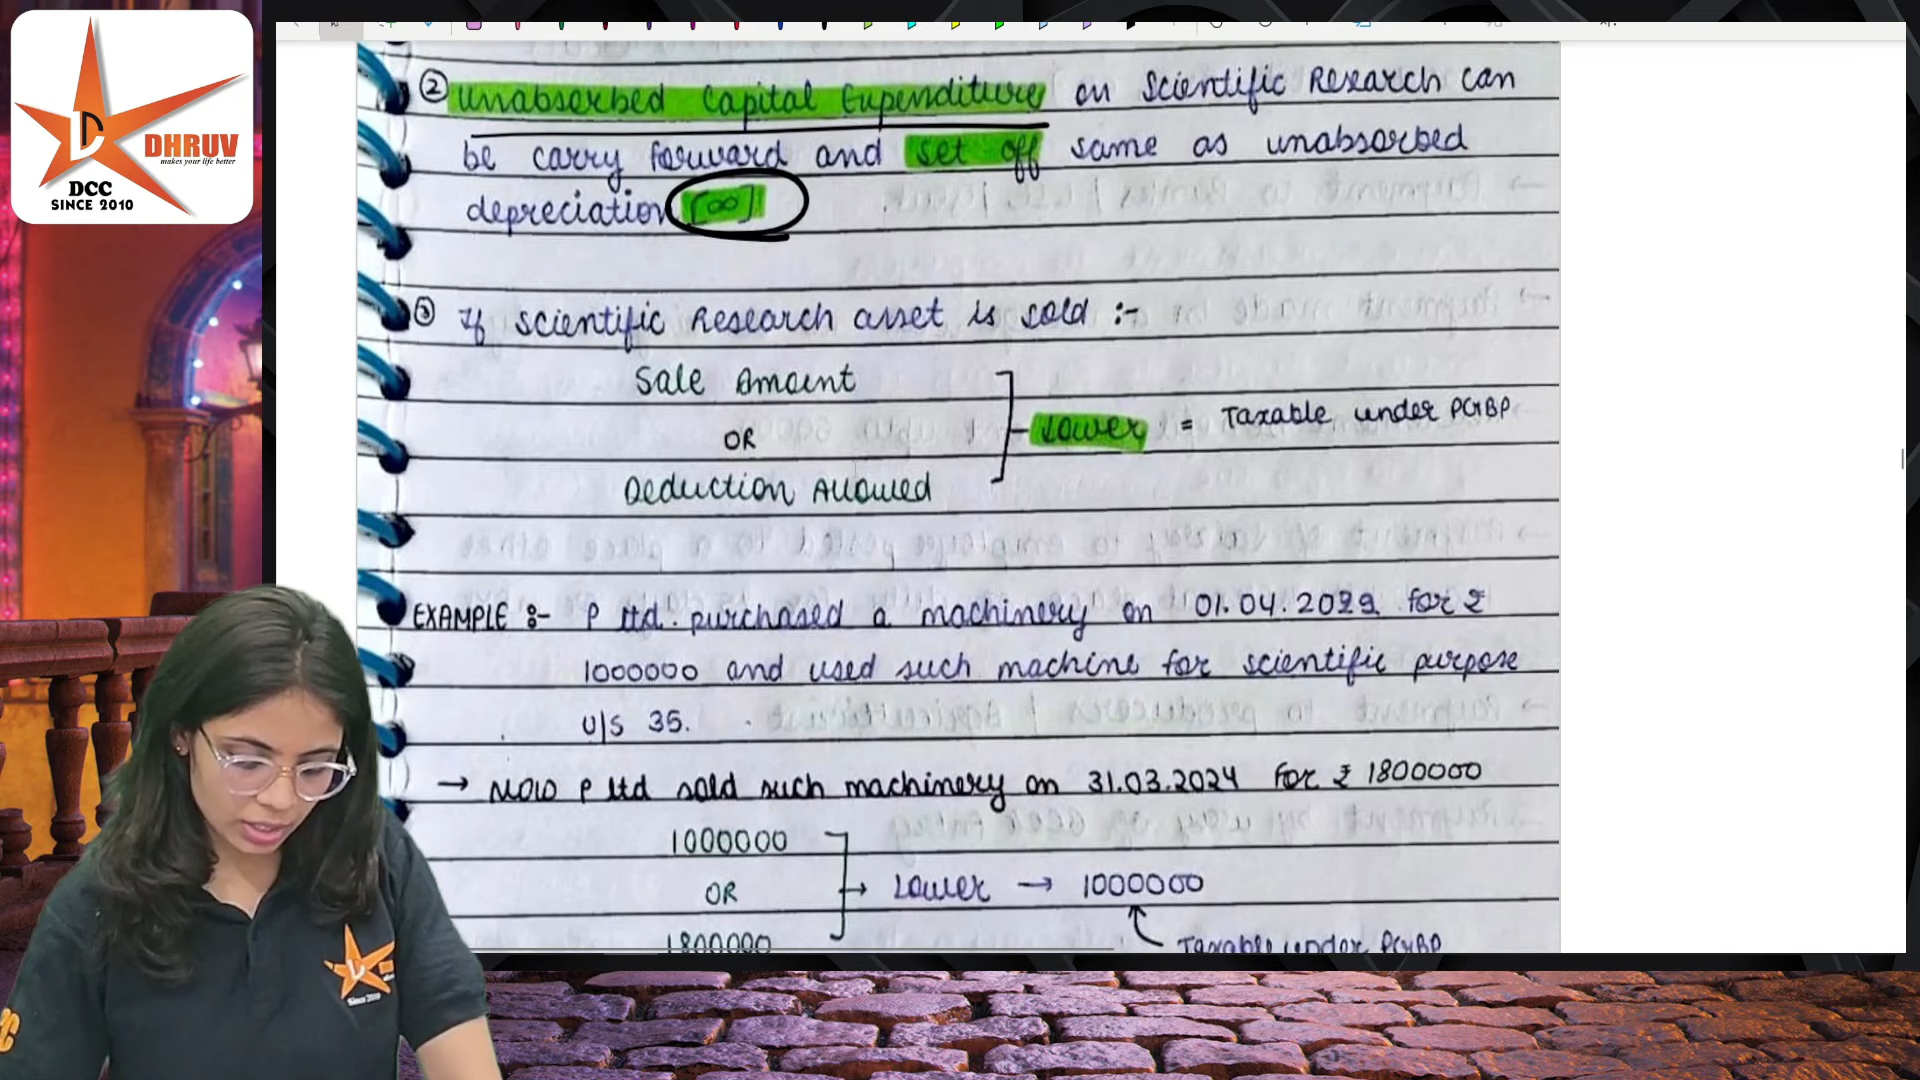 DHRUV
makes your life better
DCC
SINCE 2010
② Unabsorbed Capital Expenditure on Scientific Research can
be carry forward and set off same as unabsorbed
depreciation [∞]
③ If scientific Research asset is sold :-
Sale Amount
OR
Deduction Allowed
Lower = Taxable under PGBP
EXAMPLE :- P ltd. purchased a machinery on 01.04.2022 for ₹
1000000 and used such machine for scientific purpose
U/S 35.
→ Now P ltd sold such machinery on 31.03.2024 for ₹ 1800000
1000000
OR → Lower → 1000000
1800000 Taxable under PGBP
Since 2010